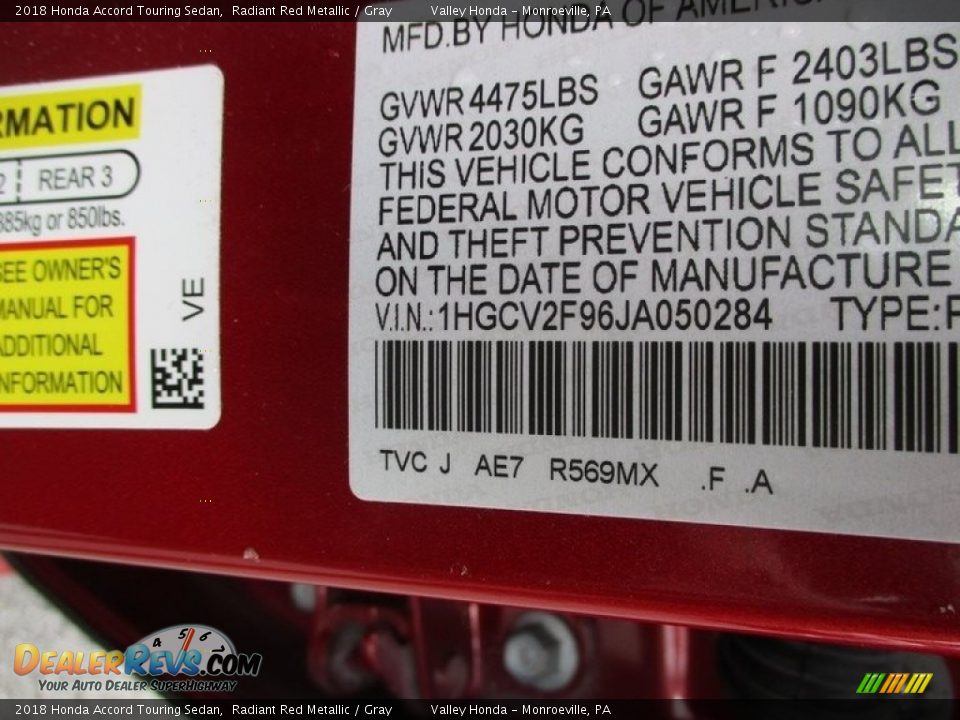 2018 Honda Accord Touring Sedan, Radiant Red Metallic / Gray Valley Honda - Monroeville, PA
MFD.BY HONDA OF AMERICA
GVWR 4475LBS GAWR F 2403LBS
GVWR 2030KG GAWR F 1090KG
THIS VEHICLE CONFORMS TO ALL
FEDERAL MOTOR VEHICLE SAFET
AND THEFT PREVENTION STANDA
ON THE DATE OF MANUFACTURE
V.I.N.: 1HGCV2F96JA050284 TYPE:P
TVC J AE7 R569MX .F .A
RMATION
2 REAR 3
385kg or 850lbs.
SEE OWNER'S
MANUAL FOR
ADDITIONAL
INFORMATION
VE
4 5 6
DEALERREVS.COM
YOUR AUTO DEALER SUPERHIGHWAY
2018 Honda Accord Touring Sedan, Radiant Red Metallic / Gray Valley Honda - Monroeville, PA